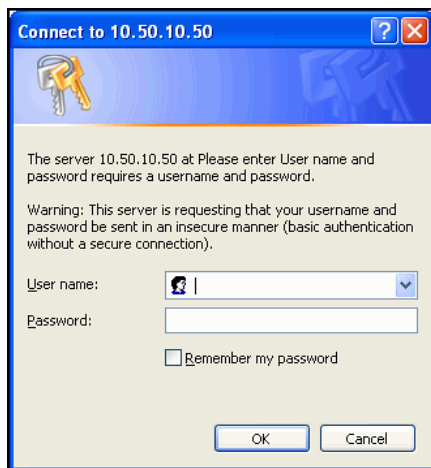 Connect to 10.50.10.50
The server 10.50.10.50 at Please enter User name and
password requires a username and password.
Warning: This server is requesting that your username and
password be sent in an insecure manner (basic authentication
without a secure connection).
User name:
Password:
Remember my password
OK
Cancel